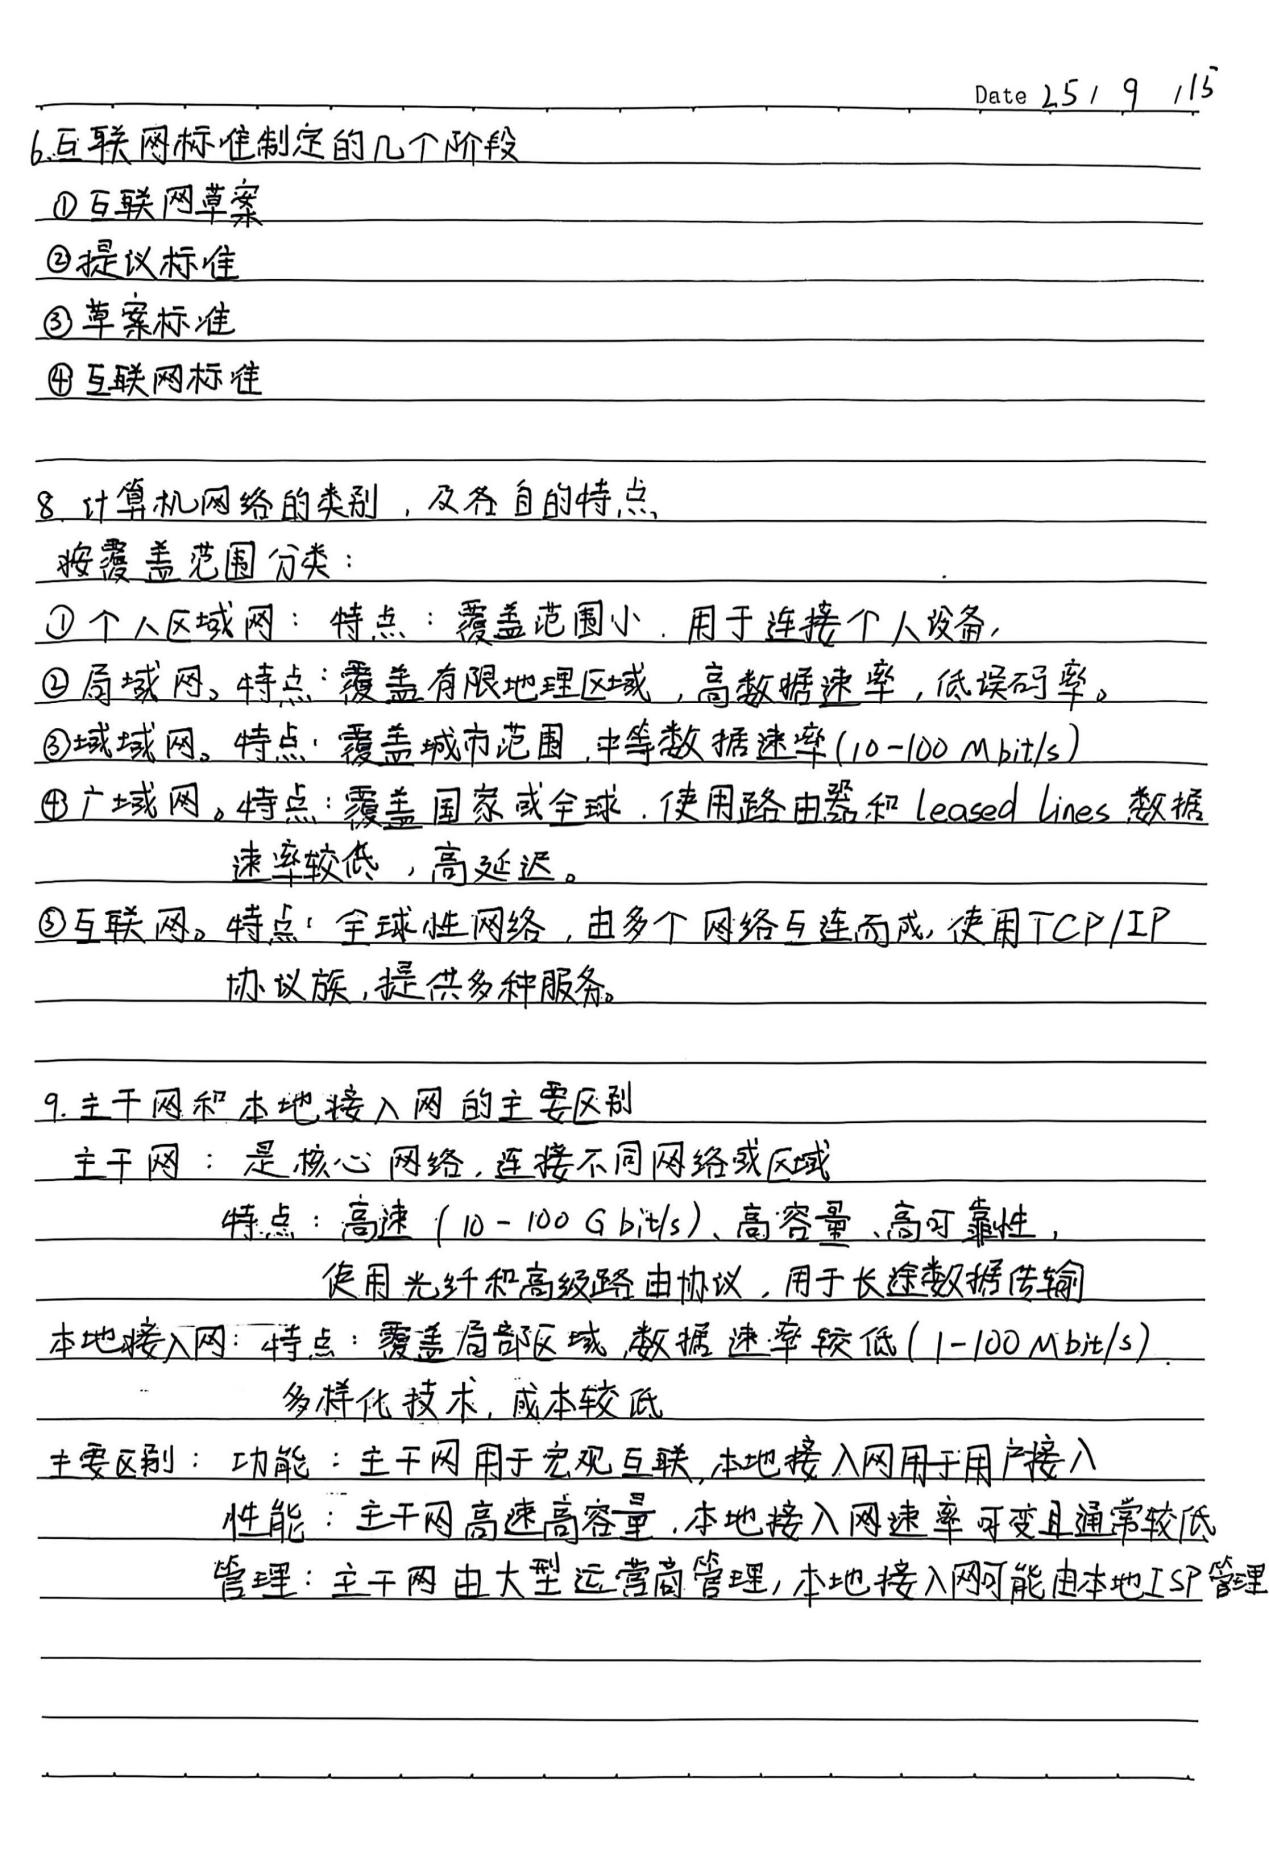 Date 25 / 9 / 15
6.互联网标准制定的几个阶段
①互联网草案
②提议标准
③草案标准
④互联网标准
8.计算机网络的类别，及各自的特点
按覆盖范围分类：
①个人区域网：特点：覆盖范围小.用于连接个人设备,
②局域网。特点：覆盖有限地理区域，高数据速率，低误码率。
③域域网。特点：覆盖城市范围,中等数据速率(10-100 Mbit/s)
④广域网。特点：覆盖国家或全球.使用路由器和 leased lines 数据
速率较低，高延迟。
⑤互联网。特点：全球性网络，由多个网络互连而成,使用TCP/IP
协议族,提供多种服务。
9.主干网和本地接入网的主要区别
主干网：是核心网络,连接不同网络或区域
特点：高速(10-100 Gbit/s)、高容量、高可靠性,
使用光纤和高级路由协议,用于长途数据传输
本地接入网：特点：覆盖局部区域,数据速率较低(1-100 Mbit/s).
多样化技术,成本较低
主要区别：功能：主干网用于宏观互联,本地接入网用于用户接入
性能：主干网高速高容量,本地接入网速率可变且通常较低
管理：主干网由大型运营商管理,本地接入网可能由本地ISP管理